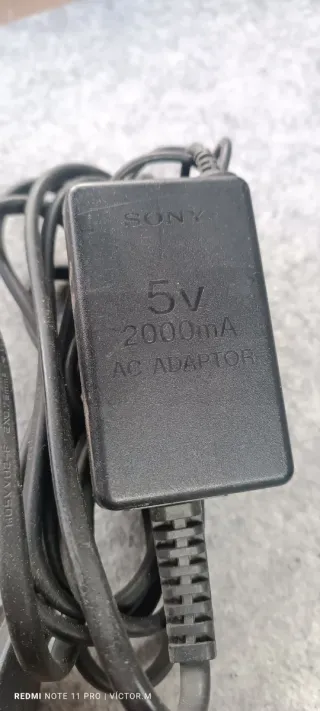 SONY
5V
2000mA
AC ADAPTOR
REDMI NOTE 11 PRO | VÍCTOR.M